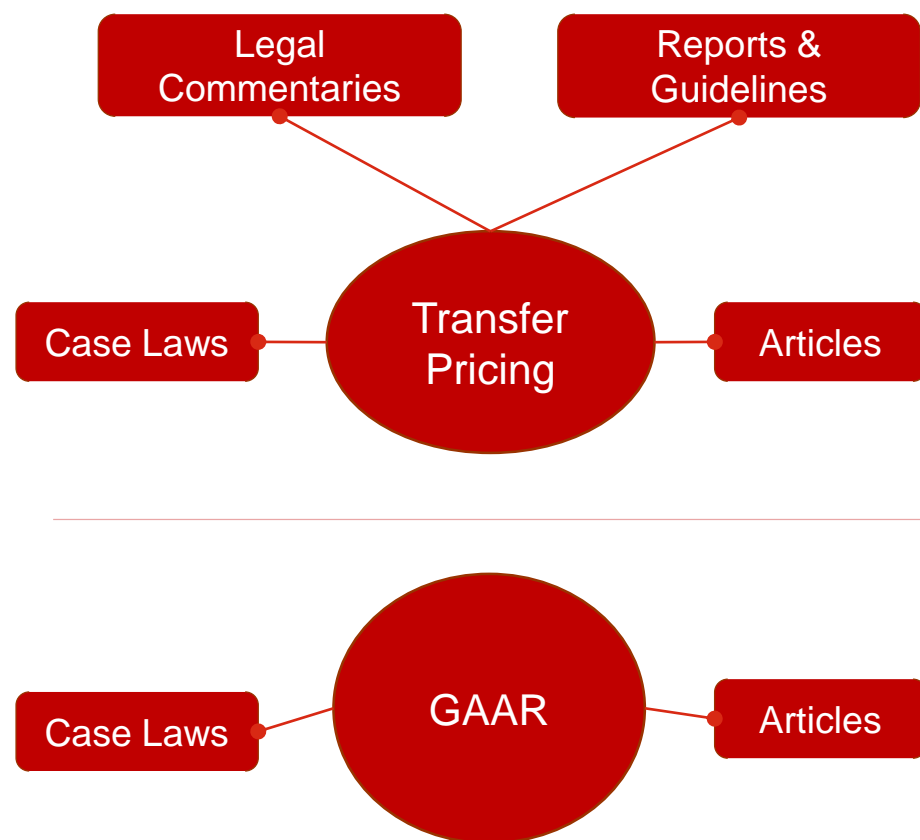 Legal
Commentaries
Reports &
Guidelines
Case Laws
Transfer
Pricing
Articles
Case Laws
GAAR
Articles